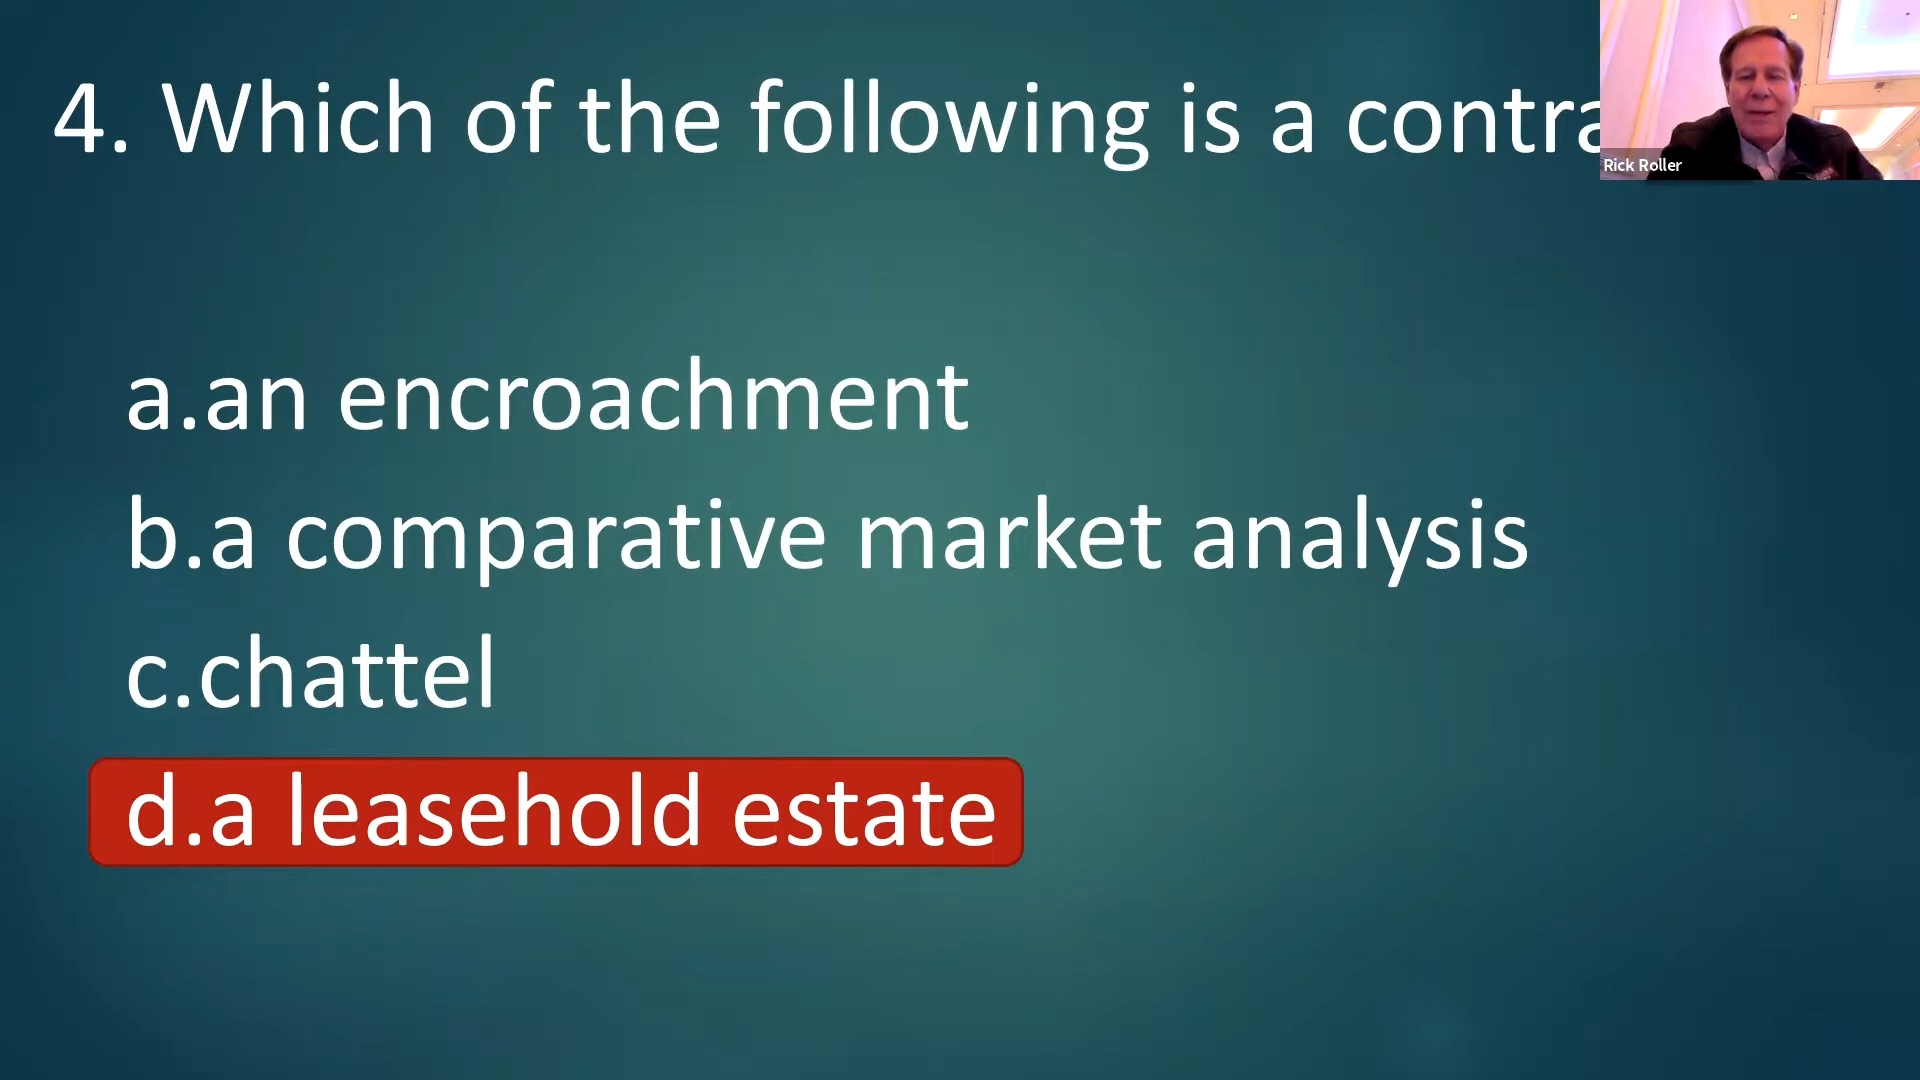 4. Which of the following is a contra
Rick Roller
a.an encroachment
b.a comparative market analysis
c.chattel
d.a leasehold estate